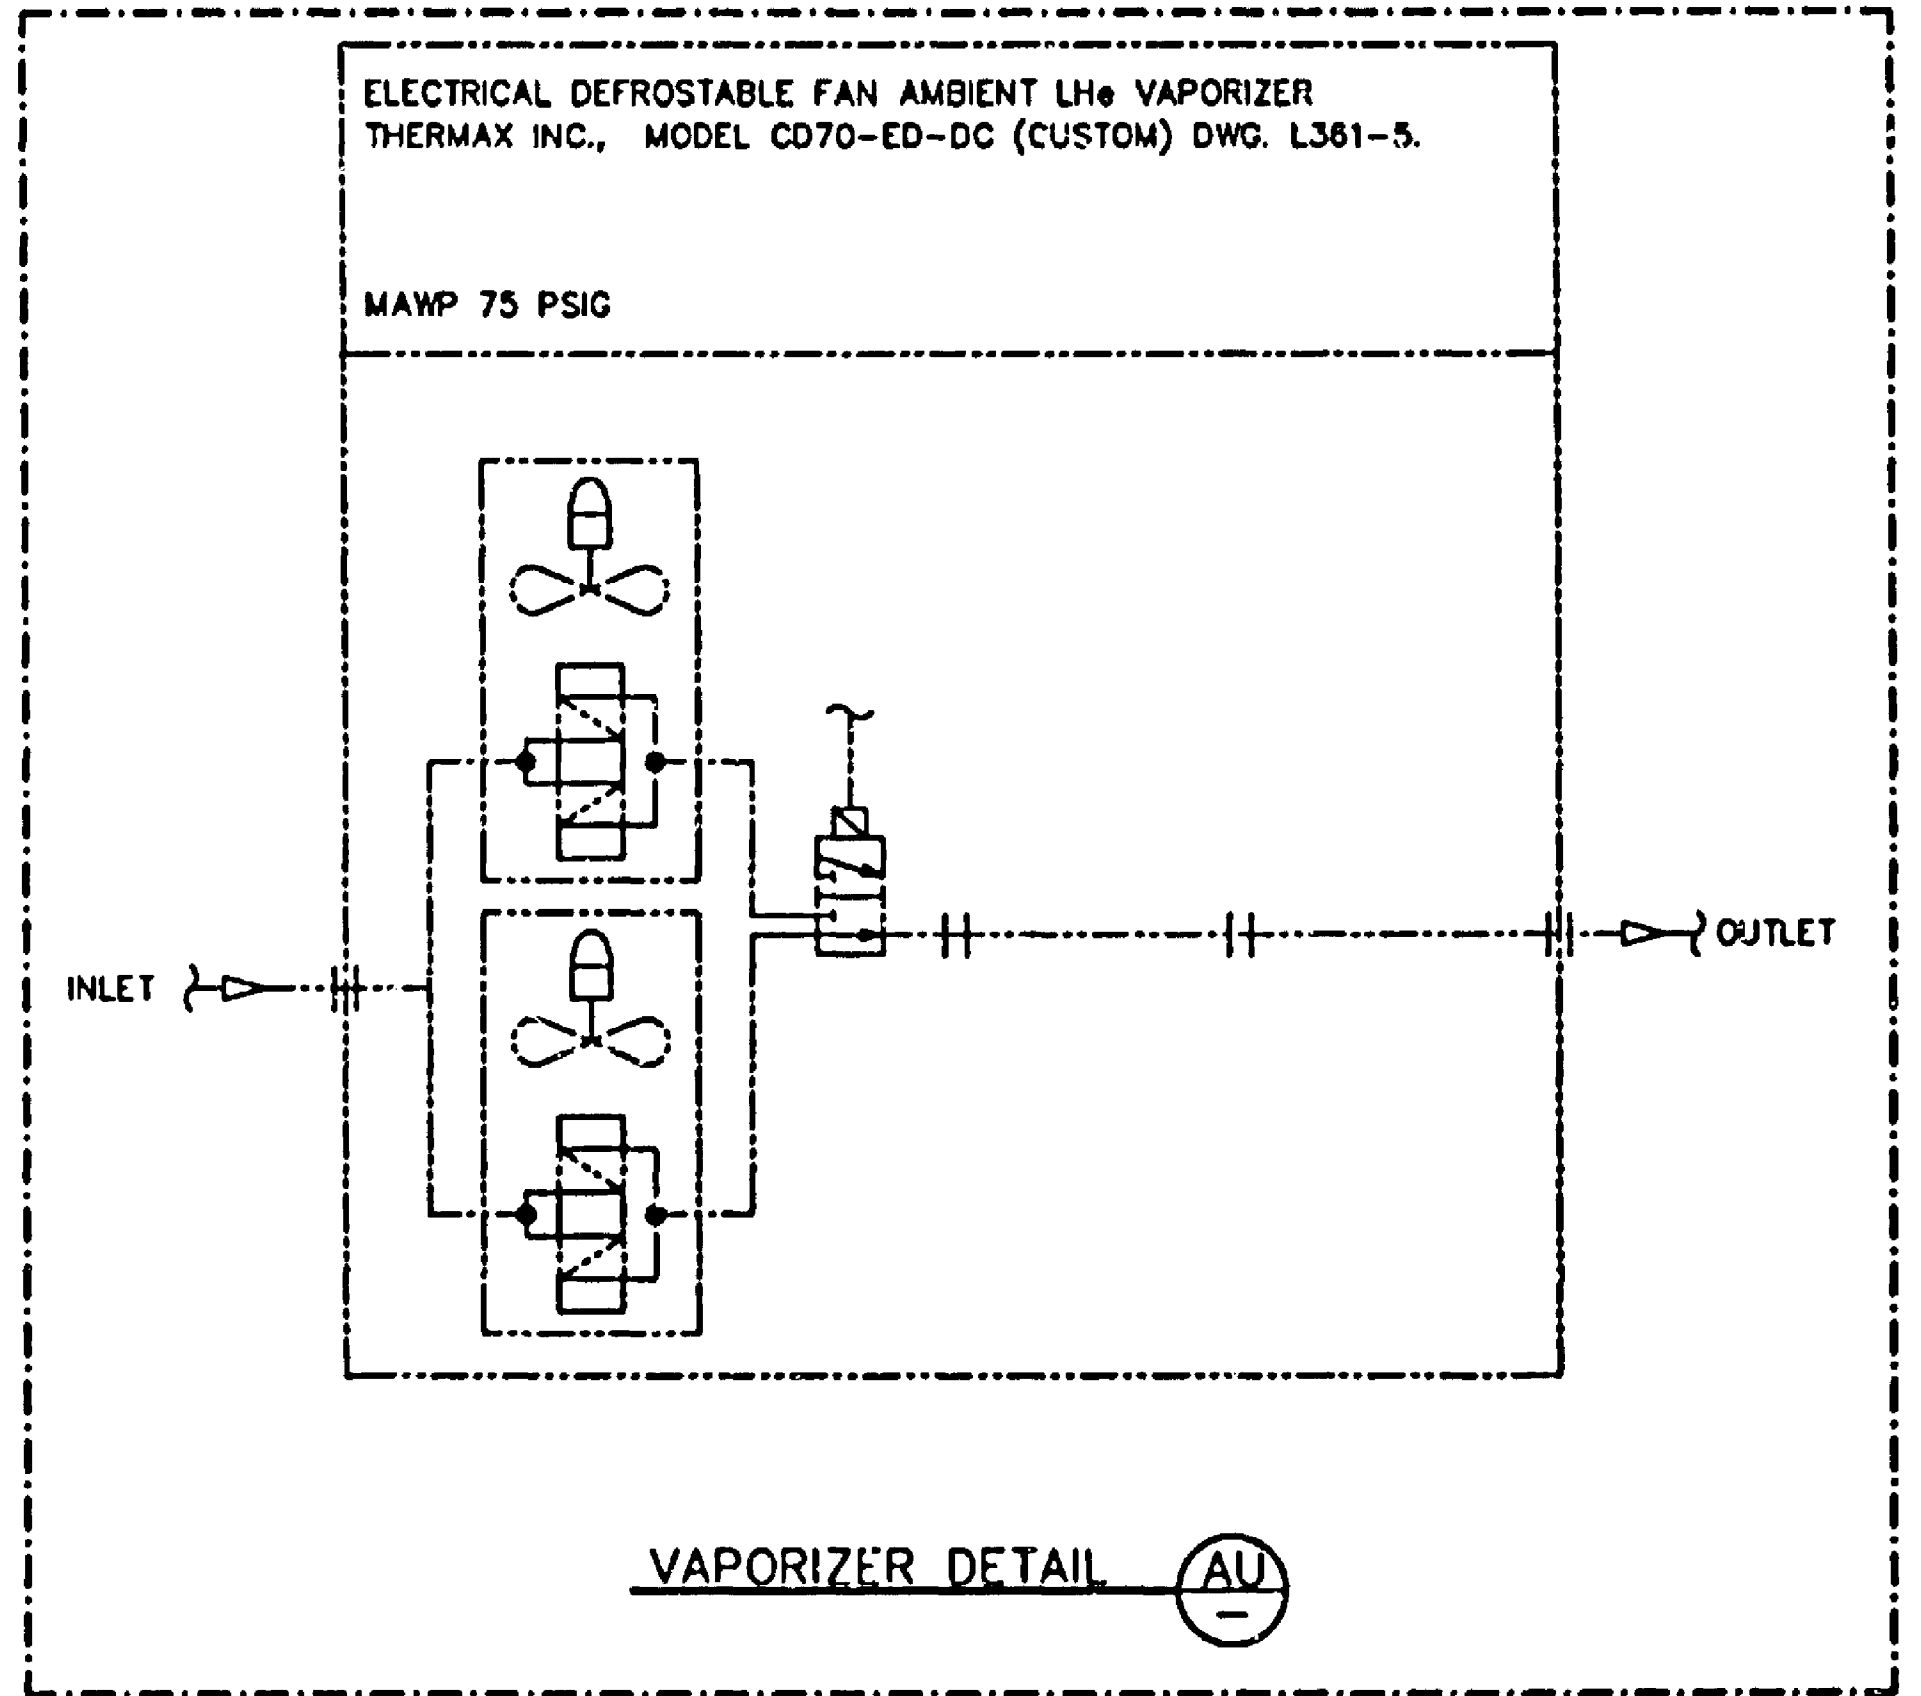 ELECTRICAL DEFROSTABLE FAN AMBIENT LHe VAPORIZER
THERMAX INC., MODEL CD70-ED-DC (CUSTOM) DWG. L361-5.
MAWP 75 PSIG
INLET
OUTLET
VAPORIZER DETAIL
AU